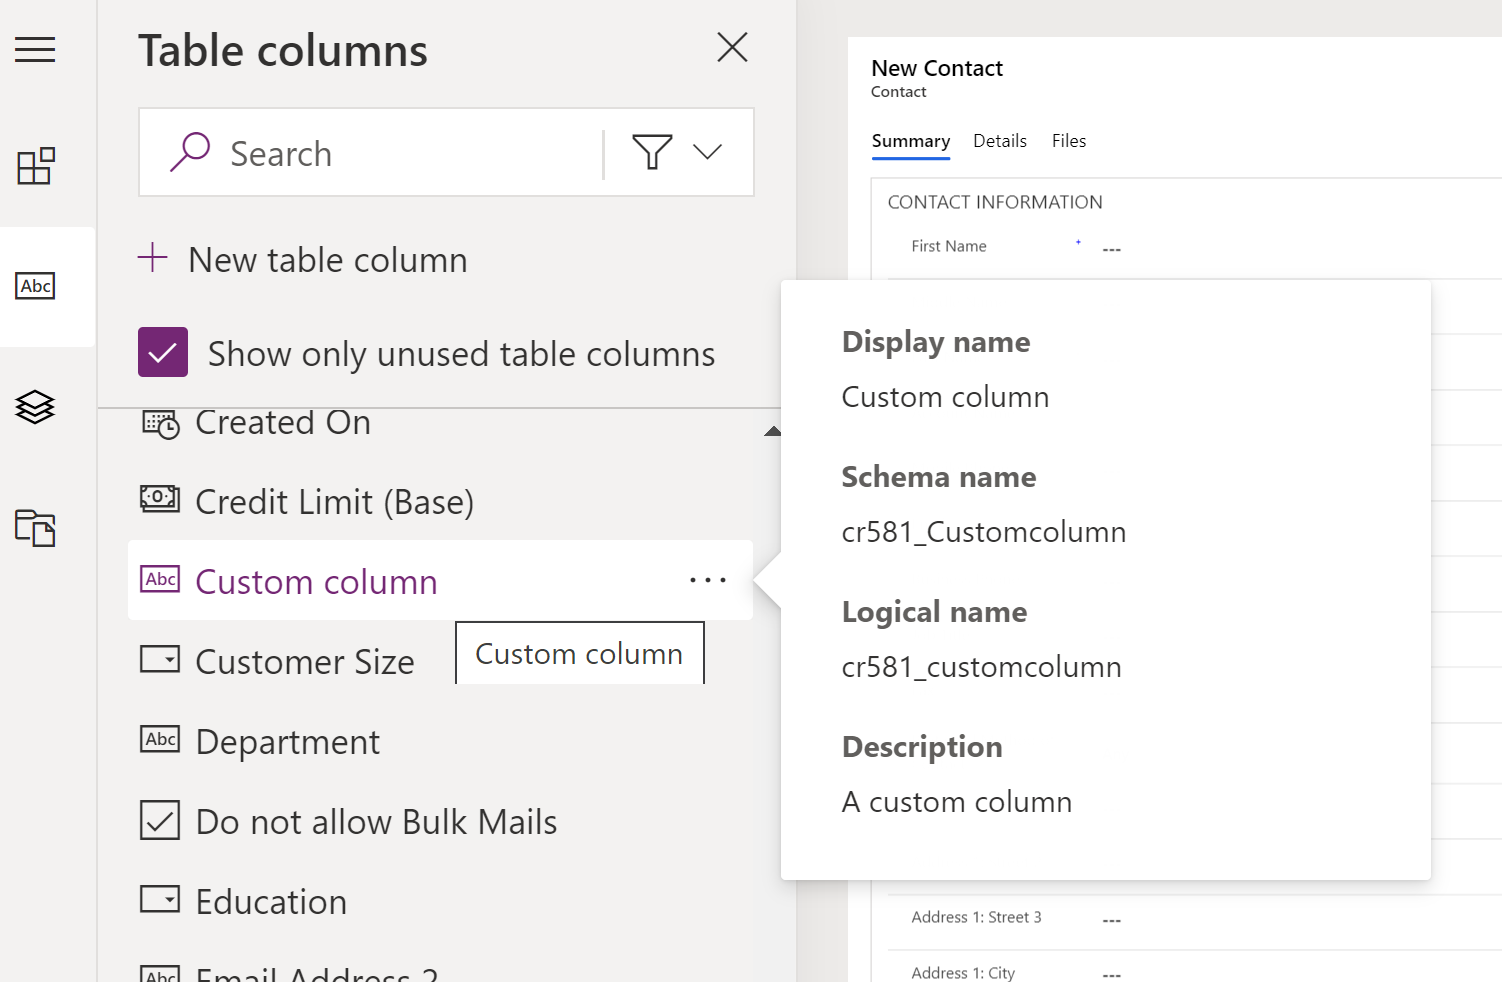 Table columns
Search
New table column
Abc
Show only unused table columns
Created On
Credit Limit (Base)
Abc Custom column
Custom column
Customer Size
Abc Department
Do not allow Bulk Mails
Education
Abc Email Address 2
New Contact
Contact
Summary Details Files
CONTACT INFORMATION
First Name * ---
Display name
Custom column
Schema name
cr581_Customcolumn
Logical name
cr581_customcolumn
Description
A custom column
Address 1: Street 3 ---
Address 1: City ---